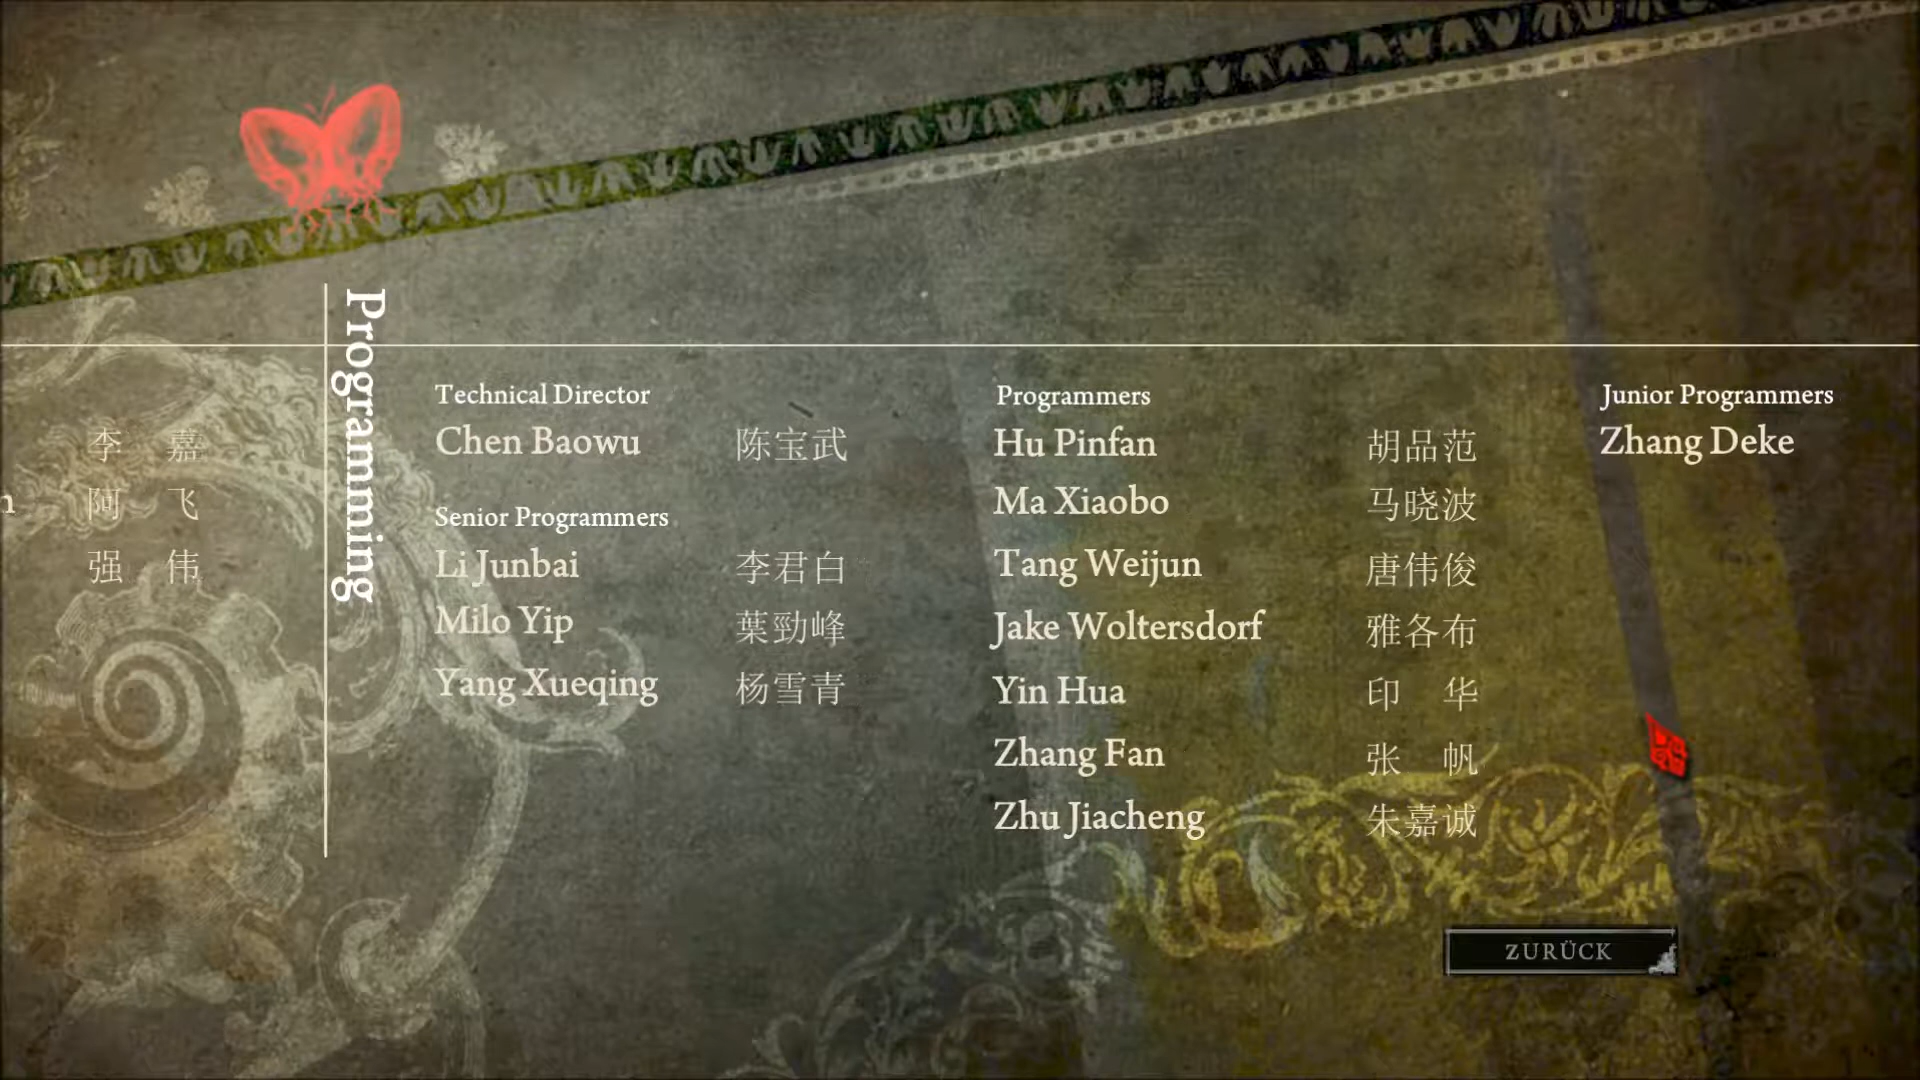 n
李 嘉
阿 飞
强 伟
Programming
Technical Director
Chen Baowu 陈宝武
Senior Programmers
Li Junbai 李君白
Milo Yip 葉勁峰
Yang Xueqing 杨雪青
Programmers
Hu Pinfan 胡品范
Ma Xiaobo 马晓波
Tang Weijun 唐伟俊
Jake Woltersdorf 雅各布
Yin Hua 印 华
Zhang Fan 张 帆
Zhu Jiacheng 朱嘉诚
Junior Programmers
Zhang Deke
ZURÜCK